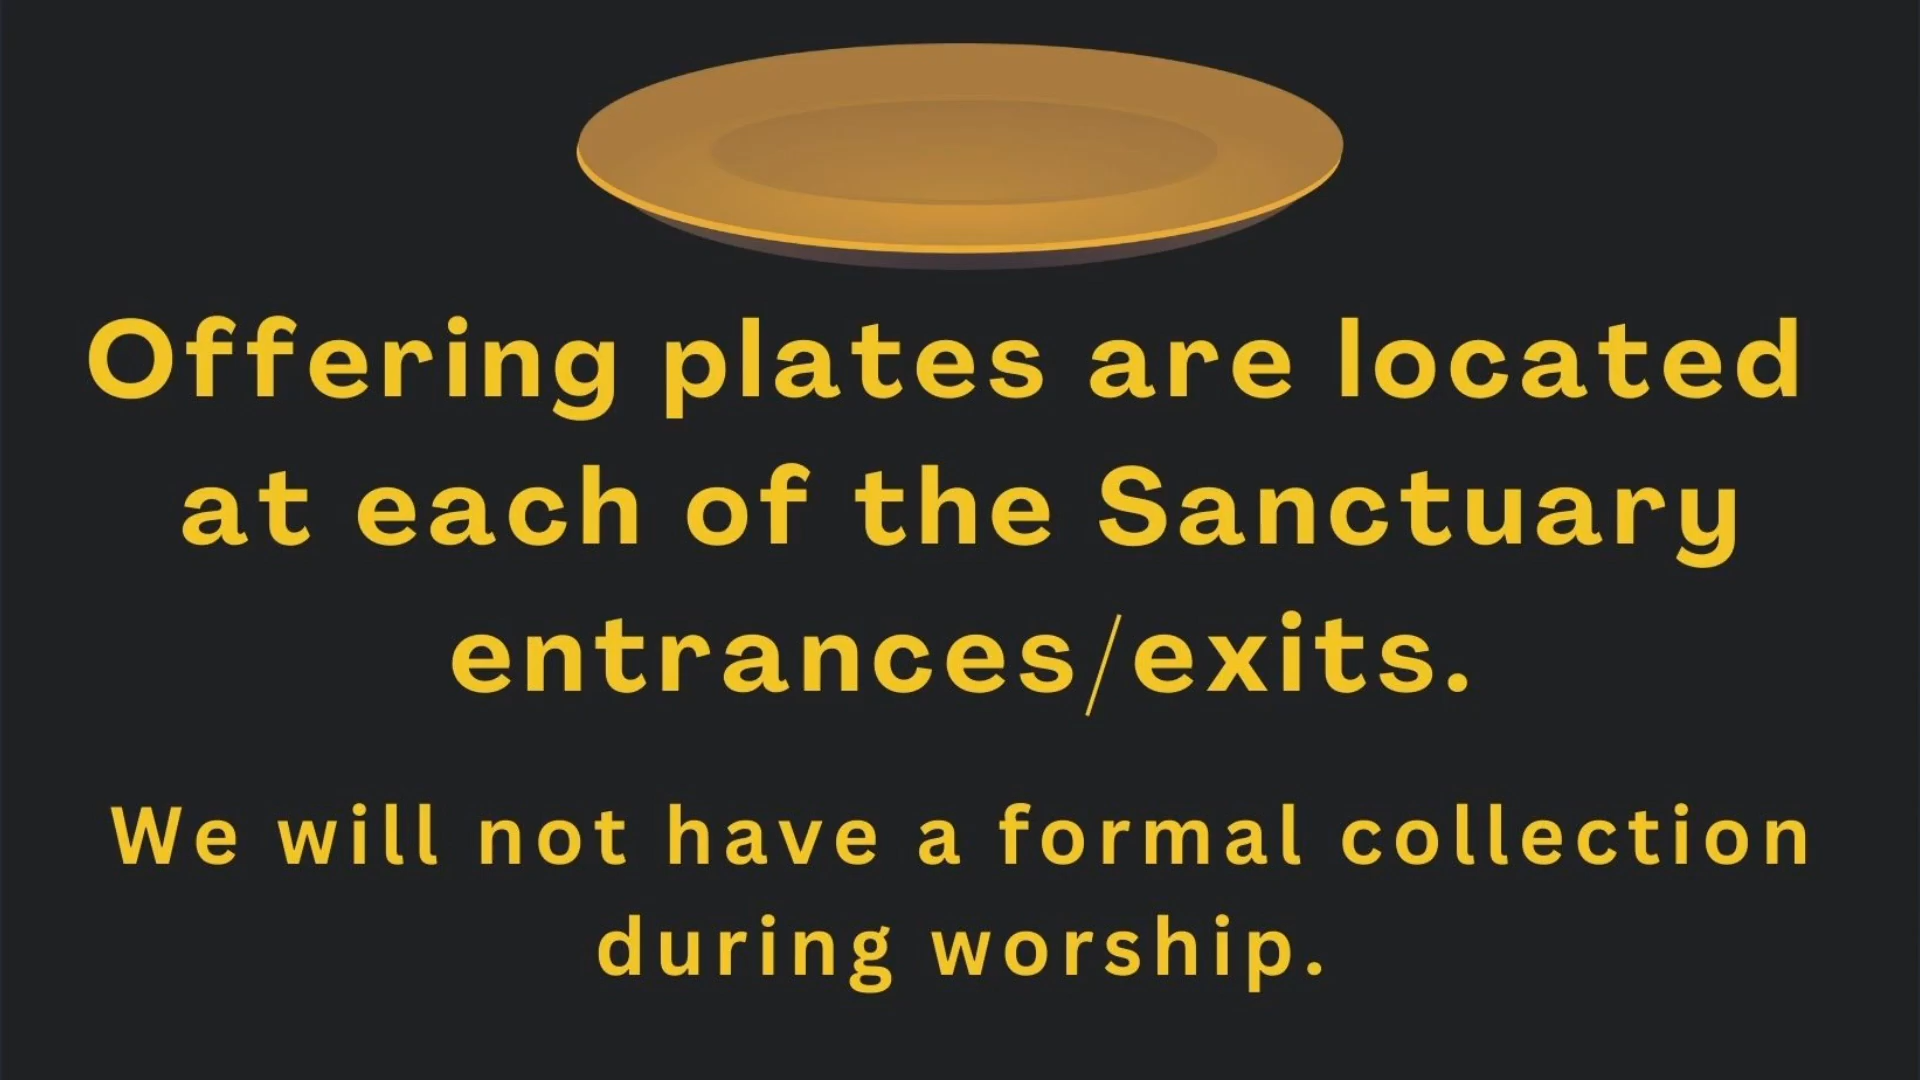 Offering plates are located
at each of the Sanctuary
entrances/exits.
We will not have a formal collection
during worship.